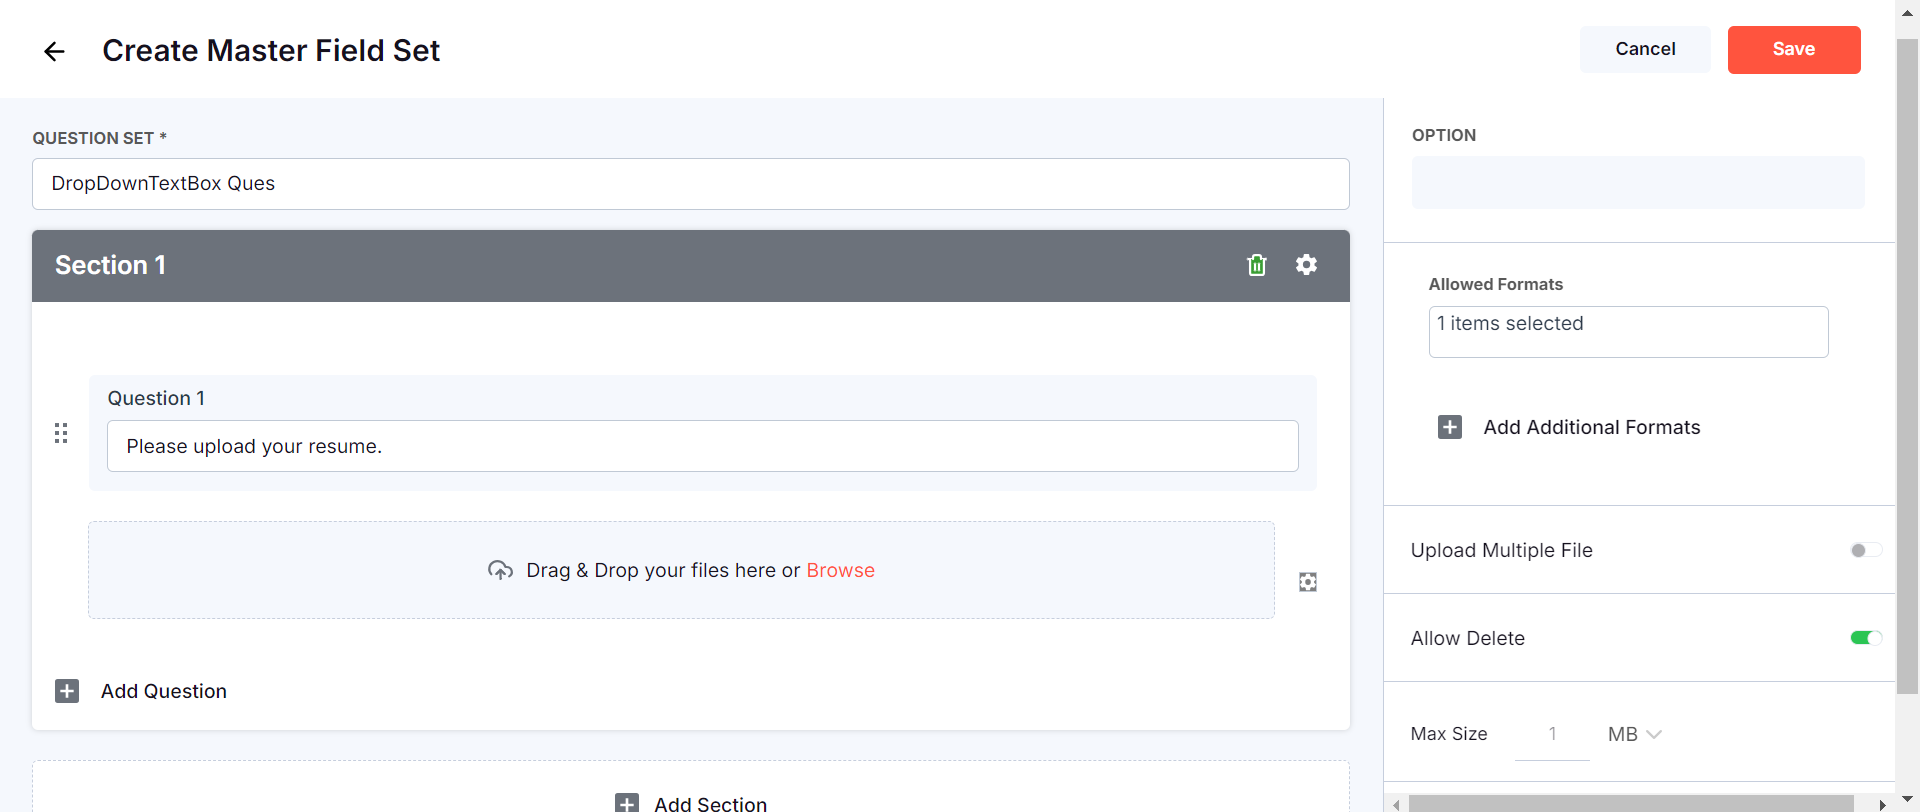 Create Master Field Set
Cancel
Save
QUESTION SET *
DropDownTextBox Ques
Section 1
Question 1
Please upload your resume.
Drag & Drop your files here or Browse
Add Question
Add Section
OPTION
Allowed Formats
1 items selected
Add Additional Formats
Upload Multiple File
Allow Delete
Max Size 1 MB